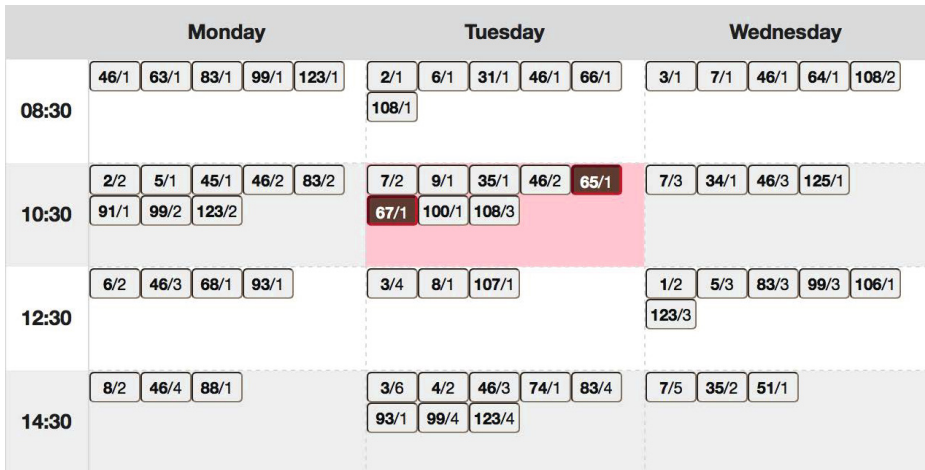 Monday Tuesday Wednesday
08:30
46/1 63/1 83/1 99/1 123/1
2/1 6/1 31/1 46/1 66/1
108/1
3/1 7/1 46/1 64/1 108/2
10:30
2/2 5/1 45/1 46/2 83/2
91/1 99/2 123/2
7/2 9/1 35/1 46/2 65/1
67/1 100/1 108/3
7/3 34/1 46/3 125/1
12:30
6/2 46/3 68/1 93/1
3/4 8/1 107/1
1/2 5/3 83/3 99/3 106/1
123/3
14:30
8/2 46/4 88/1
3/6 4/2 46/3 74/1 83/4
93/1 99/4 123/4
7/5 35/2 51/1